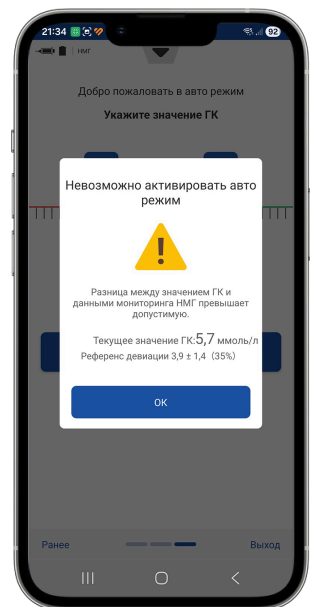 21:34
92
НМГ
Добро пожаловать в авто режим
Укажите значение ГК
Невозможно активировать авто
режим
Разница между значением ГК и
данными мониторинга НМГ превышает
допустимую.
Текущее значение ГК:5,7 ммоль/л
Референс девиации 3,9 ± 1,4 (35%)
ОК
Ранее
Выход